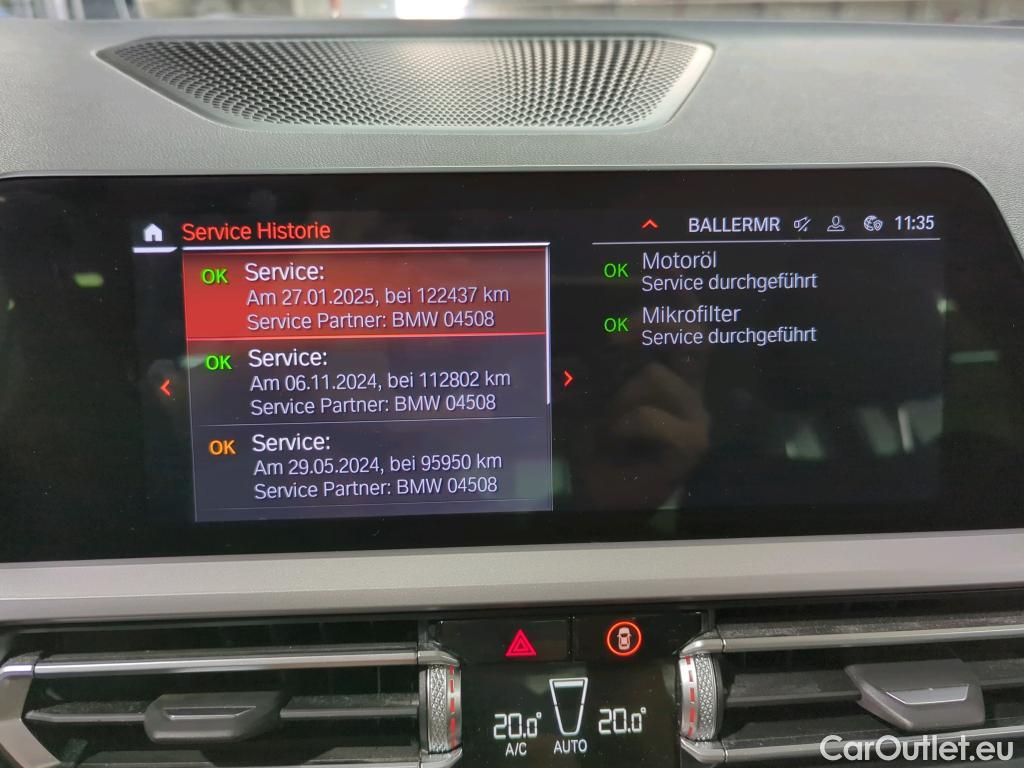 Service Historie
BALLERMR
11:35
OK Service:
Am 27.01.2025, bei 122437 km
Service Partner: BMW 04508
OK Service:
Am 06.11.2024, bei 112802 km
Service Partner: BMW 04508
OK Service:
Am 29.05.2024, bei 95950 km
Service Partner: BMW 04508
OK Motoröl
Service durchgeführt
OK Mikrofilter
Service durchgeführt
20.0° 20.0°
A/C AUTO
CarOutlet.eu